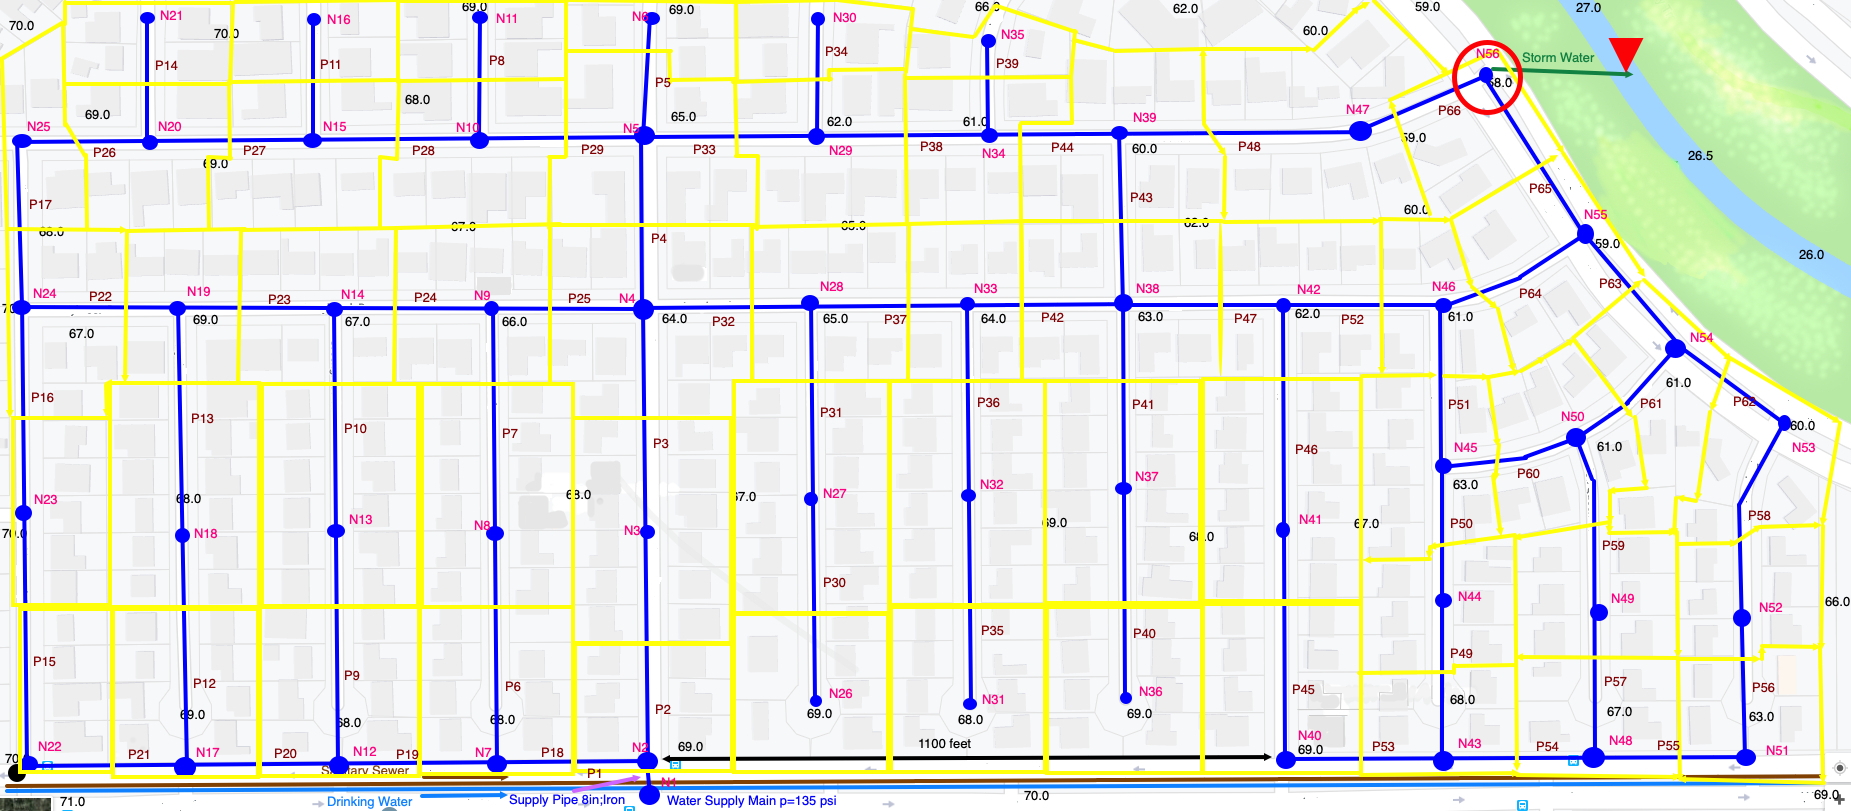 70.0
N21
70.0
N16
69.0
N11
N6
69.0
N30
66.0
N35
62.0
60.0
59.0
27.0
P14
P11
P8
P5
P34
P39
N56
Storm Water
58.0
69.0
68.0
65.0
62.0
61.0
N39
N47
P66
59.0
N25
N20
N15
N10
N5
N29
N34
60.0
P26
P27
P28
P29
P33
P38
P44
P48
69.0
26.5
P17
P43
P65
68.0
67.0
65.0
62.0
60.0
N55
59.0
P4
26.0
N24
P22
N19
P23
N14
P24
N9
P25
N4
N28
N33
N38
N42
N46
P64
P63
67.0
69.0
67.0
66.0
64.0
P32
65.0
P37
64.0
P42
63.0
P47
62.0
P52
61.0
N54
61.0
P16
P13
P10
P7
P3
P31
P36
P41
P46
P51
N50
P61
P62
60.0
N53
61.0
N45
P60
63.0
N23
68.0
N18
N13
N8
68.0
N3
67.0
N27
N32
69.0
N37
68.0
N41
67.0
P50
P58
70.0
P59
P30
N44
N49
N52
66.0
P15
P12
P9
P6
P2
P35
P40
P45
P49
P57
P56
69.0
68.0
68.0
N26
69.0
N31
68.0
N36
69.0
68.0
67.0
63.0
N22
P21
N17
P20
N12
P19
N7
P18
N2
69.0
1100 feet
N40
69.0
P53
N43
P54
N48
P55
N51
Sanitary Sewer
P1
N1
71.0
Drinking Water
Supply Pipe 8in;Iron
Water Supply Main p=135 psi
70.0
69.0